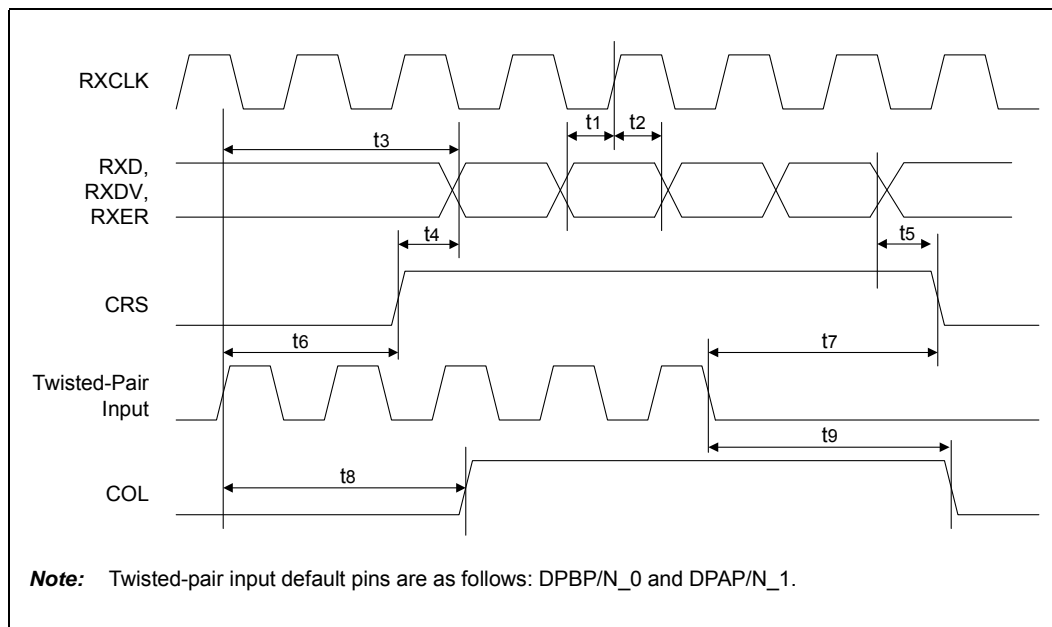 RXCLK
t1
t2
t3
RXD,
RXDV,
RXER
t4
t5
CRS
t6
t7
Twisted-Pair
Input
t9
t8
COL
Note: Twisted-pair input default pins are as follows: DPBP/N_0 and DPAP/N_1.